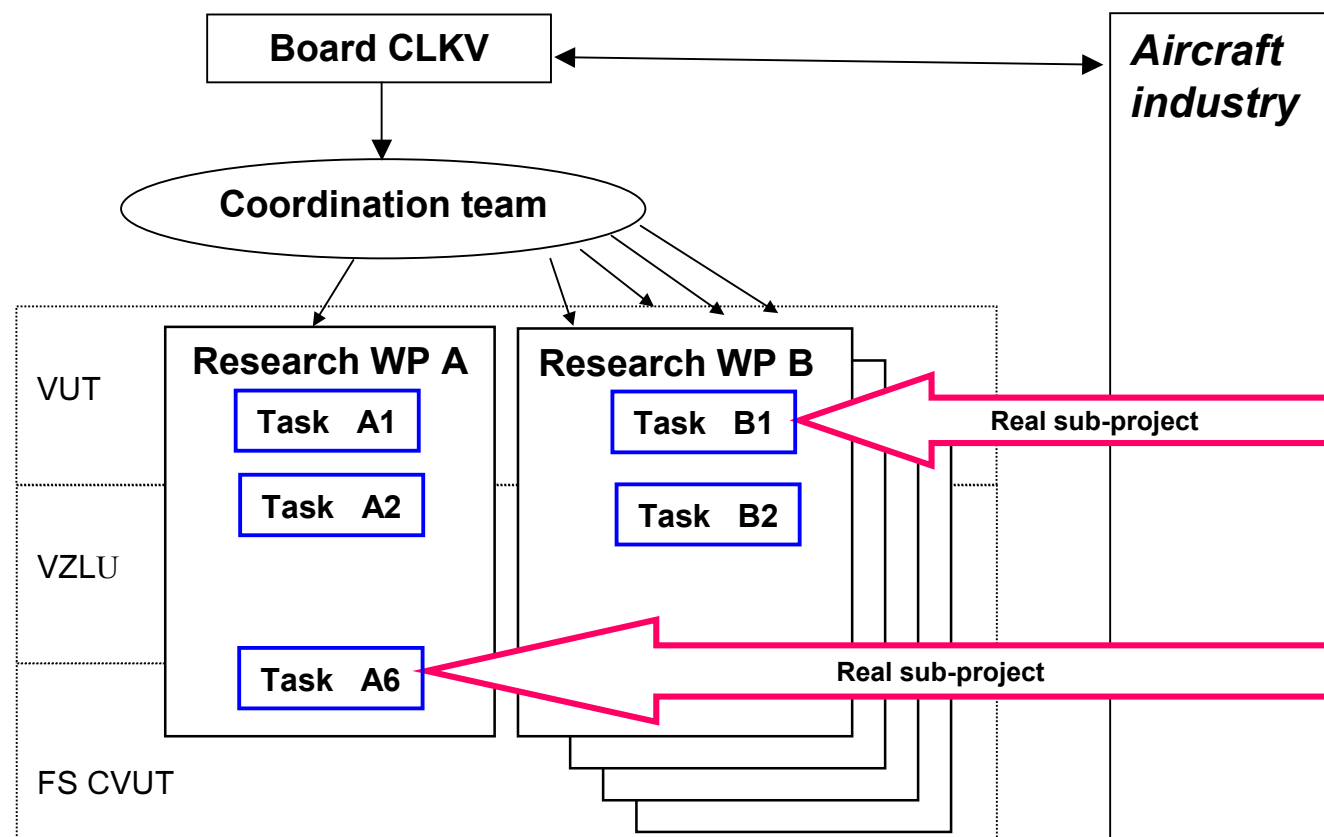 Board CLKV
Aircraft
industry
Coordination team
VUT
Research WP A
Task A1
Task A2
Task A6
Research WP B
Task B1
Task B2
Real sub-project
Real sub-project
VZLU
FS CVUT